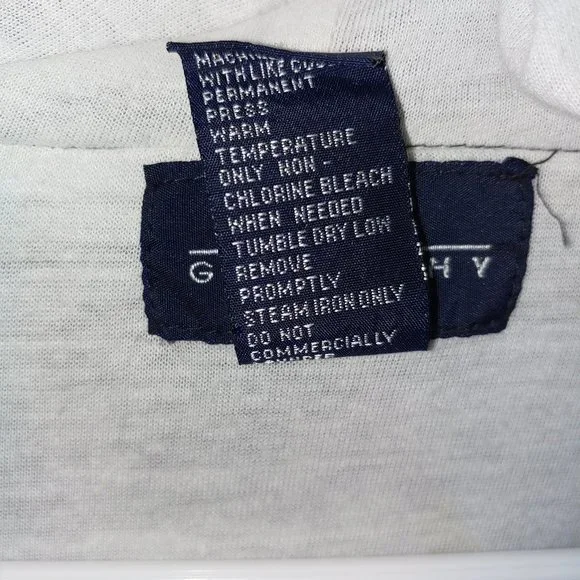 MACHINE
WITH LIKE
PERMANENT
PRESS
WARM
TEMPERATURE
ONLY NON -
CHLORINE BLEACH
WHEN NEEDED
TUMBLE DRY LOW
REMOVE
PROMPTLY
STEAM IRON ONLY
DO NOT
COMMERCIALLY
G H Y